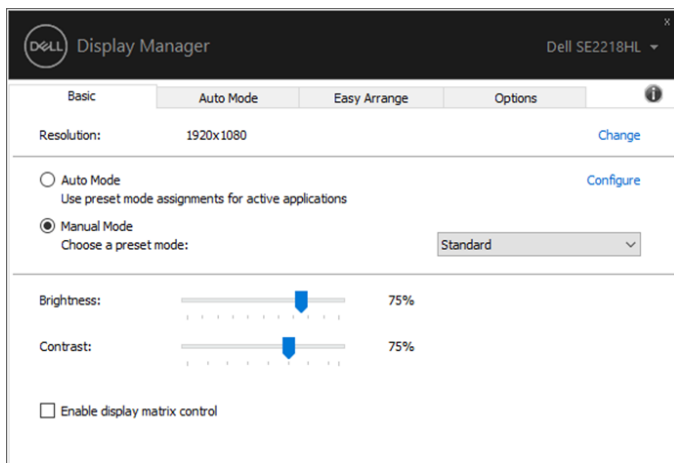 DELL Display Manager Dell SE2218HL
x
Basic Auto Mode Easy Arrange Options
Resolution: 1920x1080 Change
Auto Mode Configure
Use preset mode assignments for active applications
Manual Mode
Choose a preset mode: Standard
Brightness: 75%
Contrast: 75%
Enable display matrix control